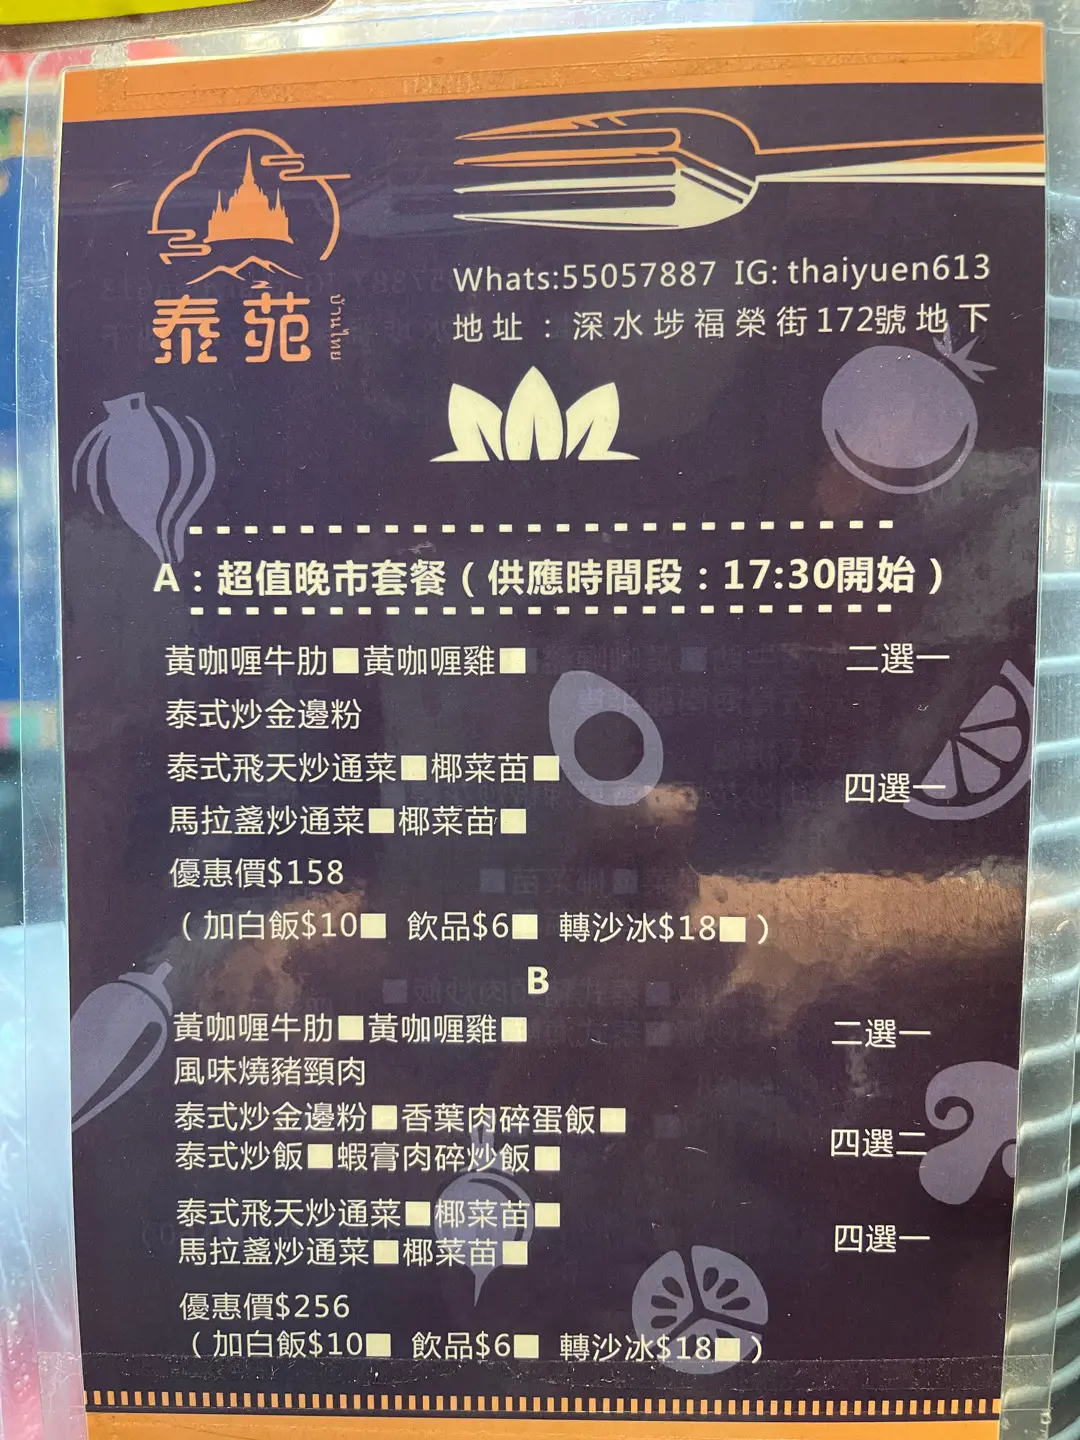 泰苑
บ้านไทย
Whats:55057887 IG: thaiyuen613
地址：深水埗福榮街172號地下
A：超值晚市套餐（供應時間段：17:30開始）
黃咖喱牛肋■黃咖喱雞■ 二選一
泰式炒金邊粉
泰式飛天炒通菜■椰菜苗■
四選一
馬拉盞炒通菜■椰菜苗■
優惠價$158
（加白飯$10■ 飲品$6■ 轉沙冰$18■）
B
黃咖喱牛肋■黃咖喱雞■ 二選一
風味燒豬頸肉
泰式炒金邊粉■香葉肉碎蛋飯■
四選二
泰式炒飯■蝦膏肉碎炒飯■
泰式飛天炒通菜■椰菜苗■
四選一
馬拉盞炒通菜■椰菜苗■
優惠價$256
（加白飯$10■ 飲品$6■ 轉沙冰$18■）